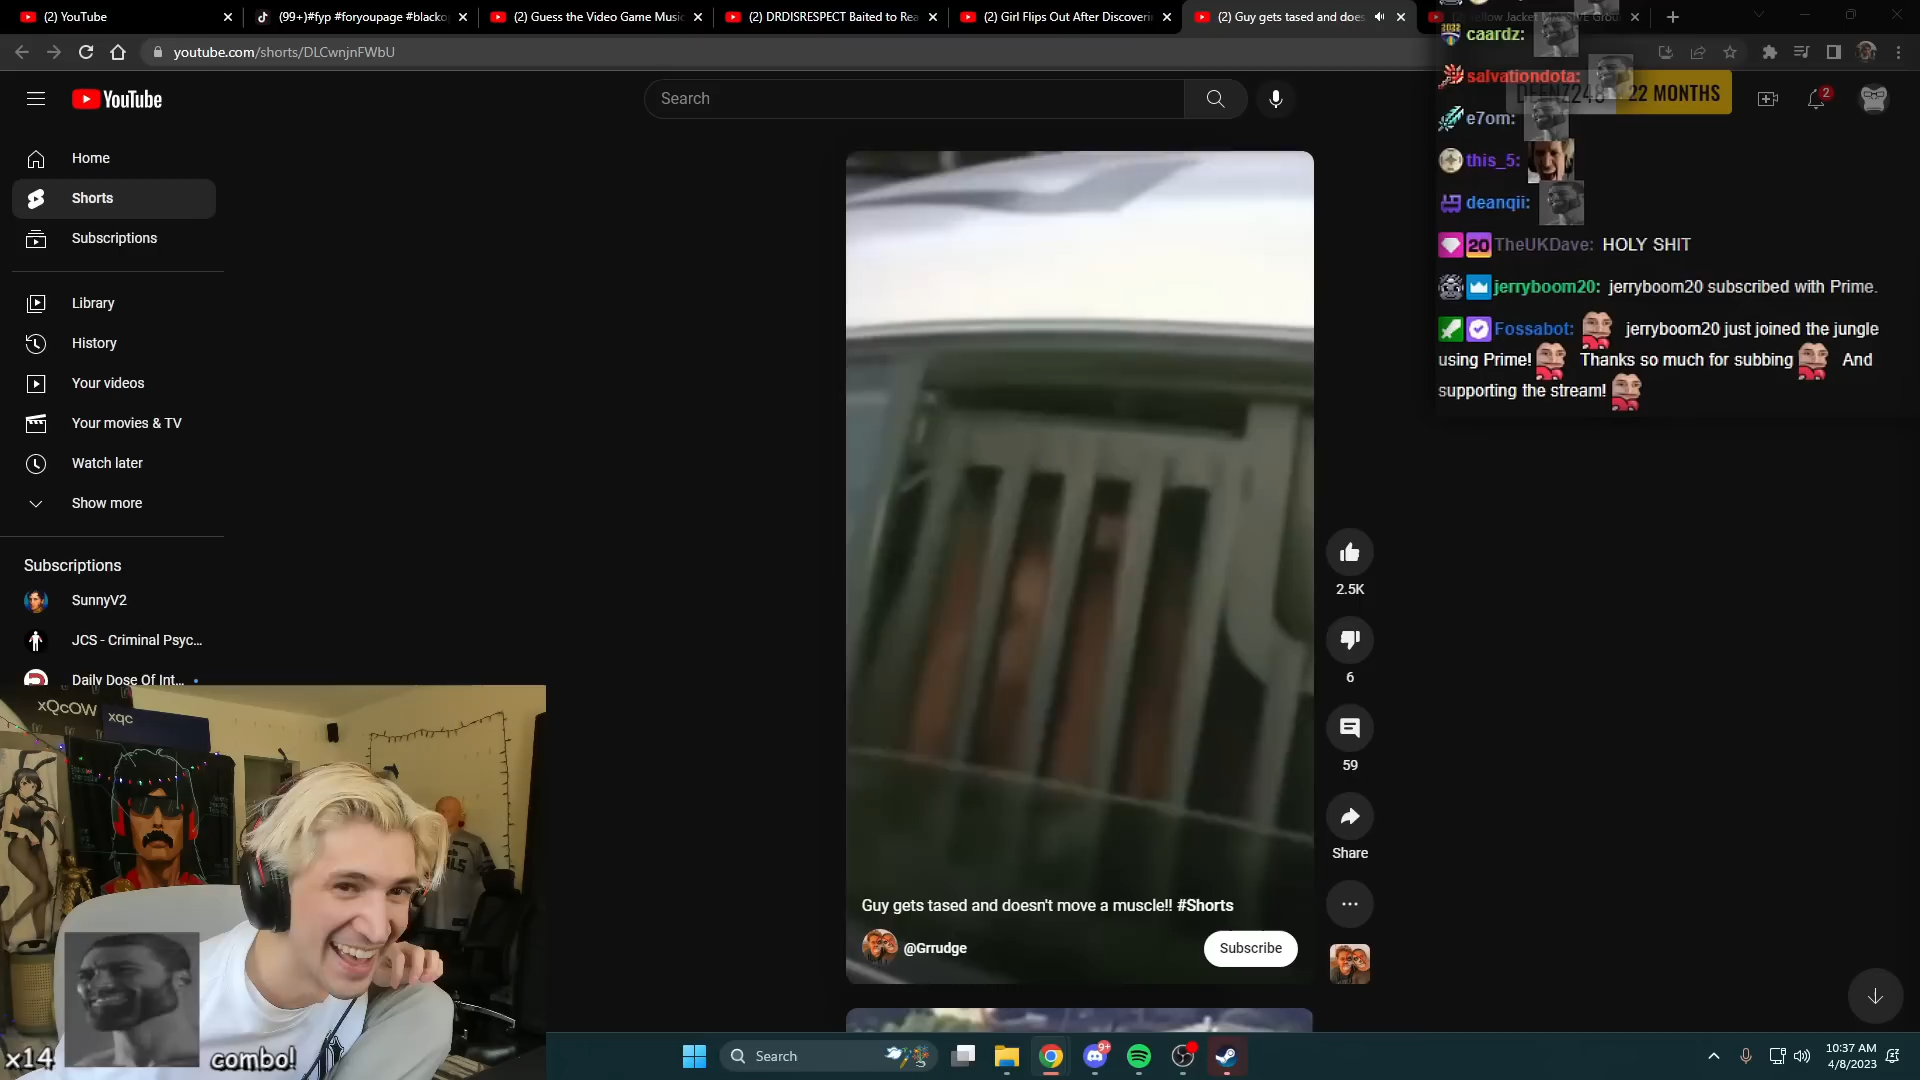 (2) YouTube
(99+)#fyp #foryoupage #blackop
(2) Guess the Video Game Music
(2) DRDISRESPECT Baited to Rea
(2) Girl Flips Out After Discoveri
(2) Guy gets tased and does
youtube.com/shorts/DLCwnjnFWbU
YouTube
Search
22 MONTHS
2
Home
Shorts
Subscriptions
Library
History
Your videos
Your movies & TV
Watch later
Show more
Subscriptions
SunnyV2
JCS - Criminal Psyc...
Daily Dose Of Int...
caardz:
salvationdota:
e7om:
this_5:
deanqii:
20 TheUKDave: HOLY SHIT
jerryboom20: jerryboom20 subscribed with Prime.
Fossabot: jerryboom20 just joined the jungle
using Prime! Thanks so much for subbing And
supporting the stream!
2.5K
6
59
Share
Guy gets tased and doesn't move a muscle!! #Shorts
@Grrudge
Subscribe
xQcOW
xqc
x14 combo!
Search
9+
10:37 AM
4/8/2023